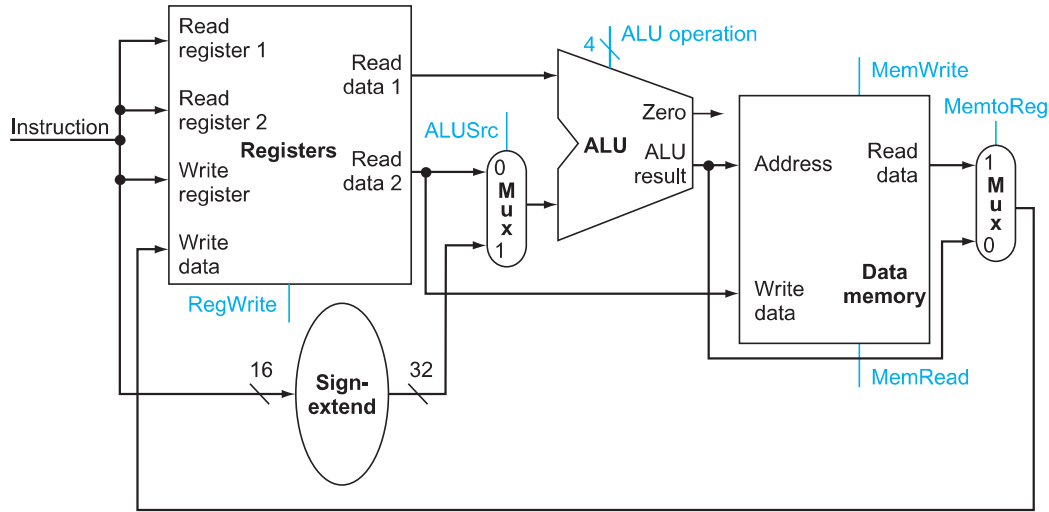 Instruction
Read
register 1
Read
register 2
Registers
Write
register
Write
data
Read
data 1
Read
data 2
RegWrite
16
Sign-
extend
32
ALUSrc
0
Mux
1
4
ALU operation
Zero
ALU
ALU
result
MemWrite
Address
Read
data
Write
data
Data
memory
MemRead
MemtoReg
1
Mux
0